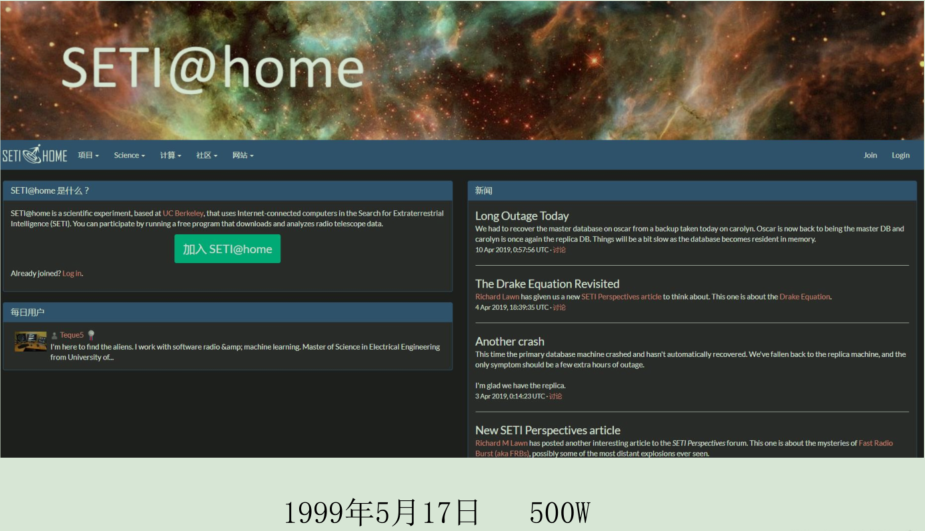 SETI@home
SETI HOME 项目 Science 计算 社区 网站 Join Login
SETI@home 是什么？
SETI@home is a scientific experiment, based at UC Berkeley, that uses Internet-connected computers in the Search for Extraterrestrial
Intelligence (SETI). You can participate by running a free program that downloads and analyzes radio telescope data.
加入 SETI@home
Already joined? Log in.
每日用户
Teque5
I'm here to find the aliens. I work with software radio &amp; machine learning. Master of Science in Electrical Engineering
from University of...
新闻
Long Outage Today
We had to recover the master database on oscar from a backup taken today on carolyn. Oscar is now back to being the master DB and
carolyn is once again the replica DB. Things will be a bit slow as the database becomes resident in memory.
10 Apr 2019, 0:57:56 UTC · 讨论
The Drake Equation Revisited
Richard Lawn has given us a new SETI Perspectives article to think about. This one is about the Drake Equation.
4 Apr 2019, 18:39:35 UTC · 讨论
Another crash
This time the primary database machine crashed and hasn't automatically recovered. We've fallen back to the replica machine, and the
only symptom should be a few extra hours of outage.
I'm glad we have the replica.
3 Apr 2019, 0:14:23 UTC · 讨论
New SETI Perspectives article
Richard M Lawn has posted another interesting article to the SETI Perspectives forum. This one is about the mysteries of Fast Radio
Burst (aka FRBs), possibly some of the most distant explosions ever seen.
1999年5月17日 500W